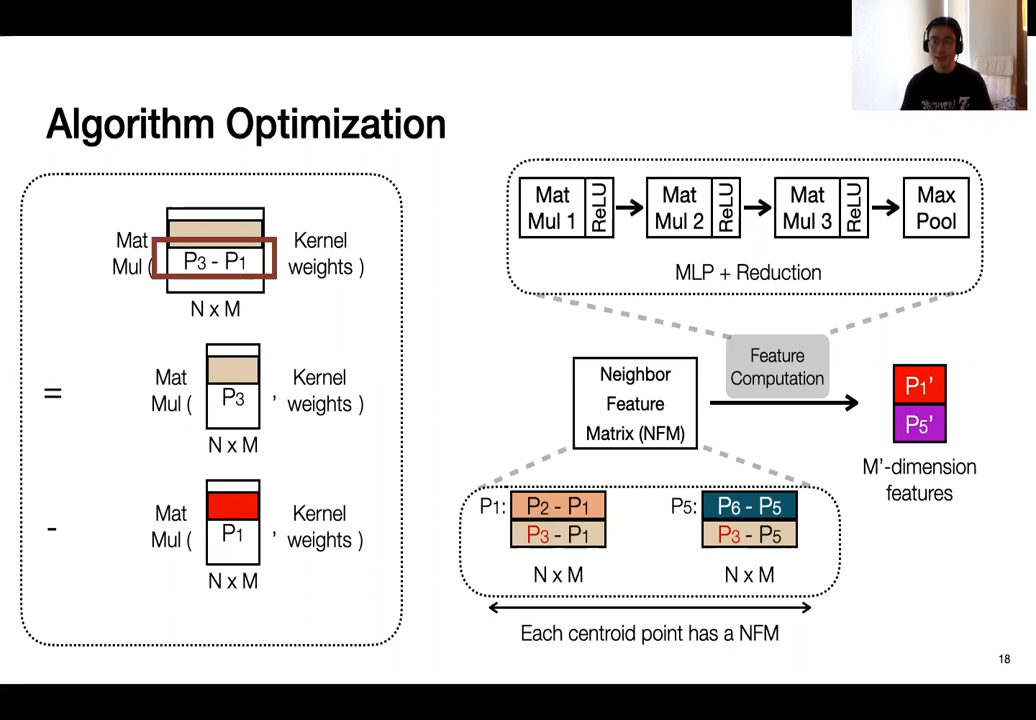 Algorithm Optimization
Mat
Mul (
P3 - P1
Kernel
weights )
N x M
=
Mat
Mul (
P3
,
Kernel
weights )
N x M
-
Mat
Mul (
P1
,
Kernel
weights )
N x M
Mat
Mul 1
ReLU
Mat
Mul 2
ReLU
Mat
Mul 3
ReLU
Max
Pool
MLP + Reduction
Feature
Computation
Neighbor
Feature
Matrix (NFM)
P1'
P5'
M'-dimension
features
P1:
P2 - P1
P3 - P1
N x M
P5:
P6 - P5
P3 - P5
N x M
Each centroid point has a NFM
18